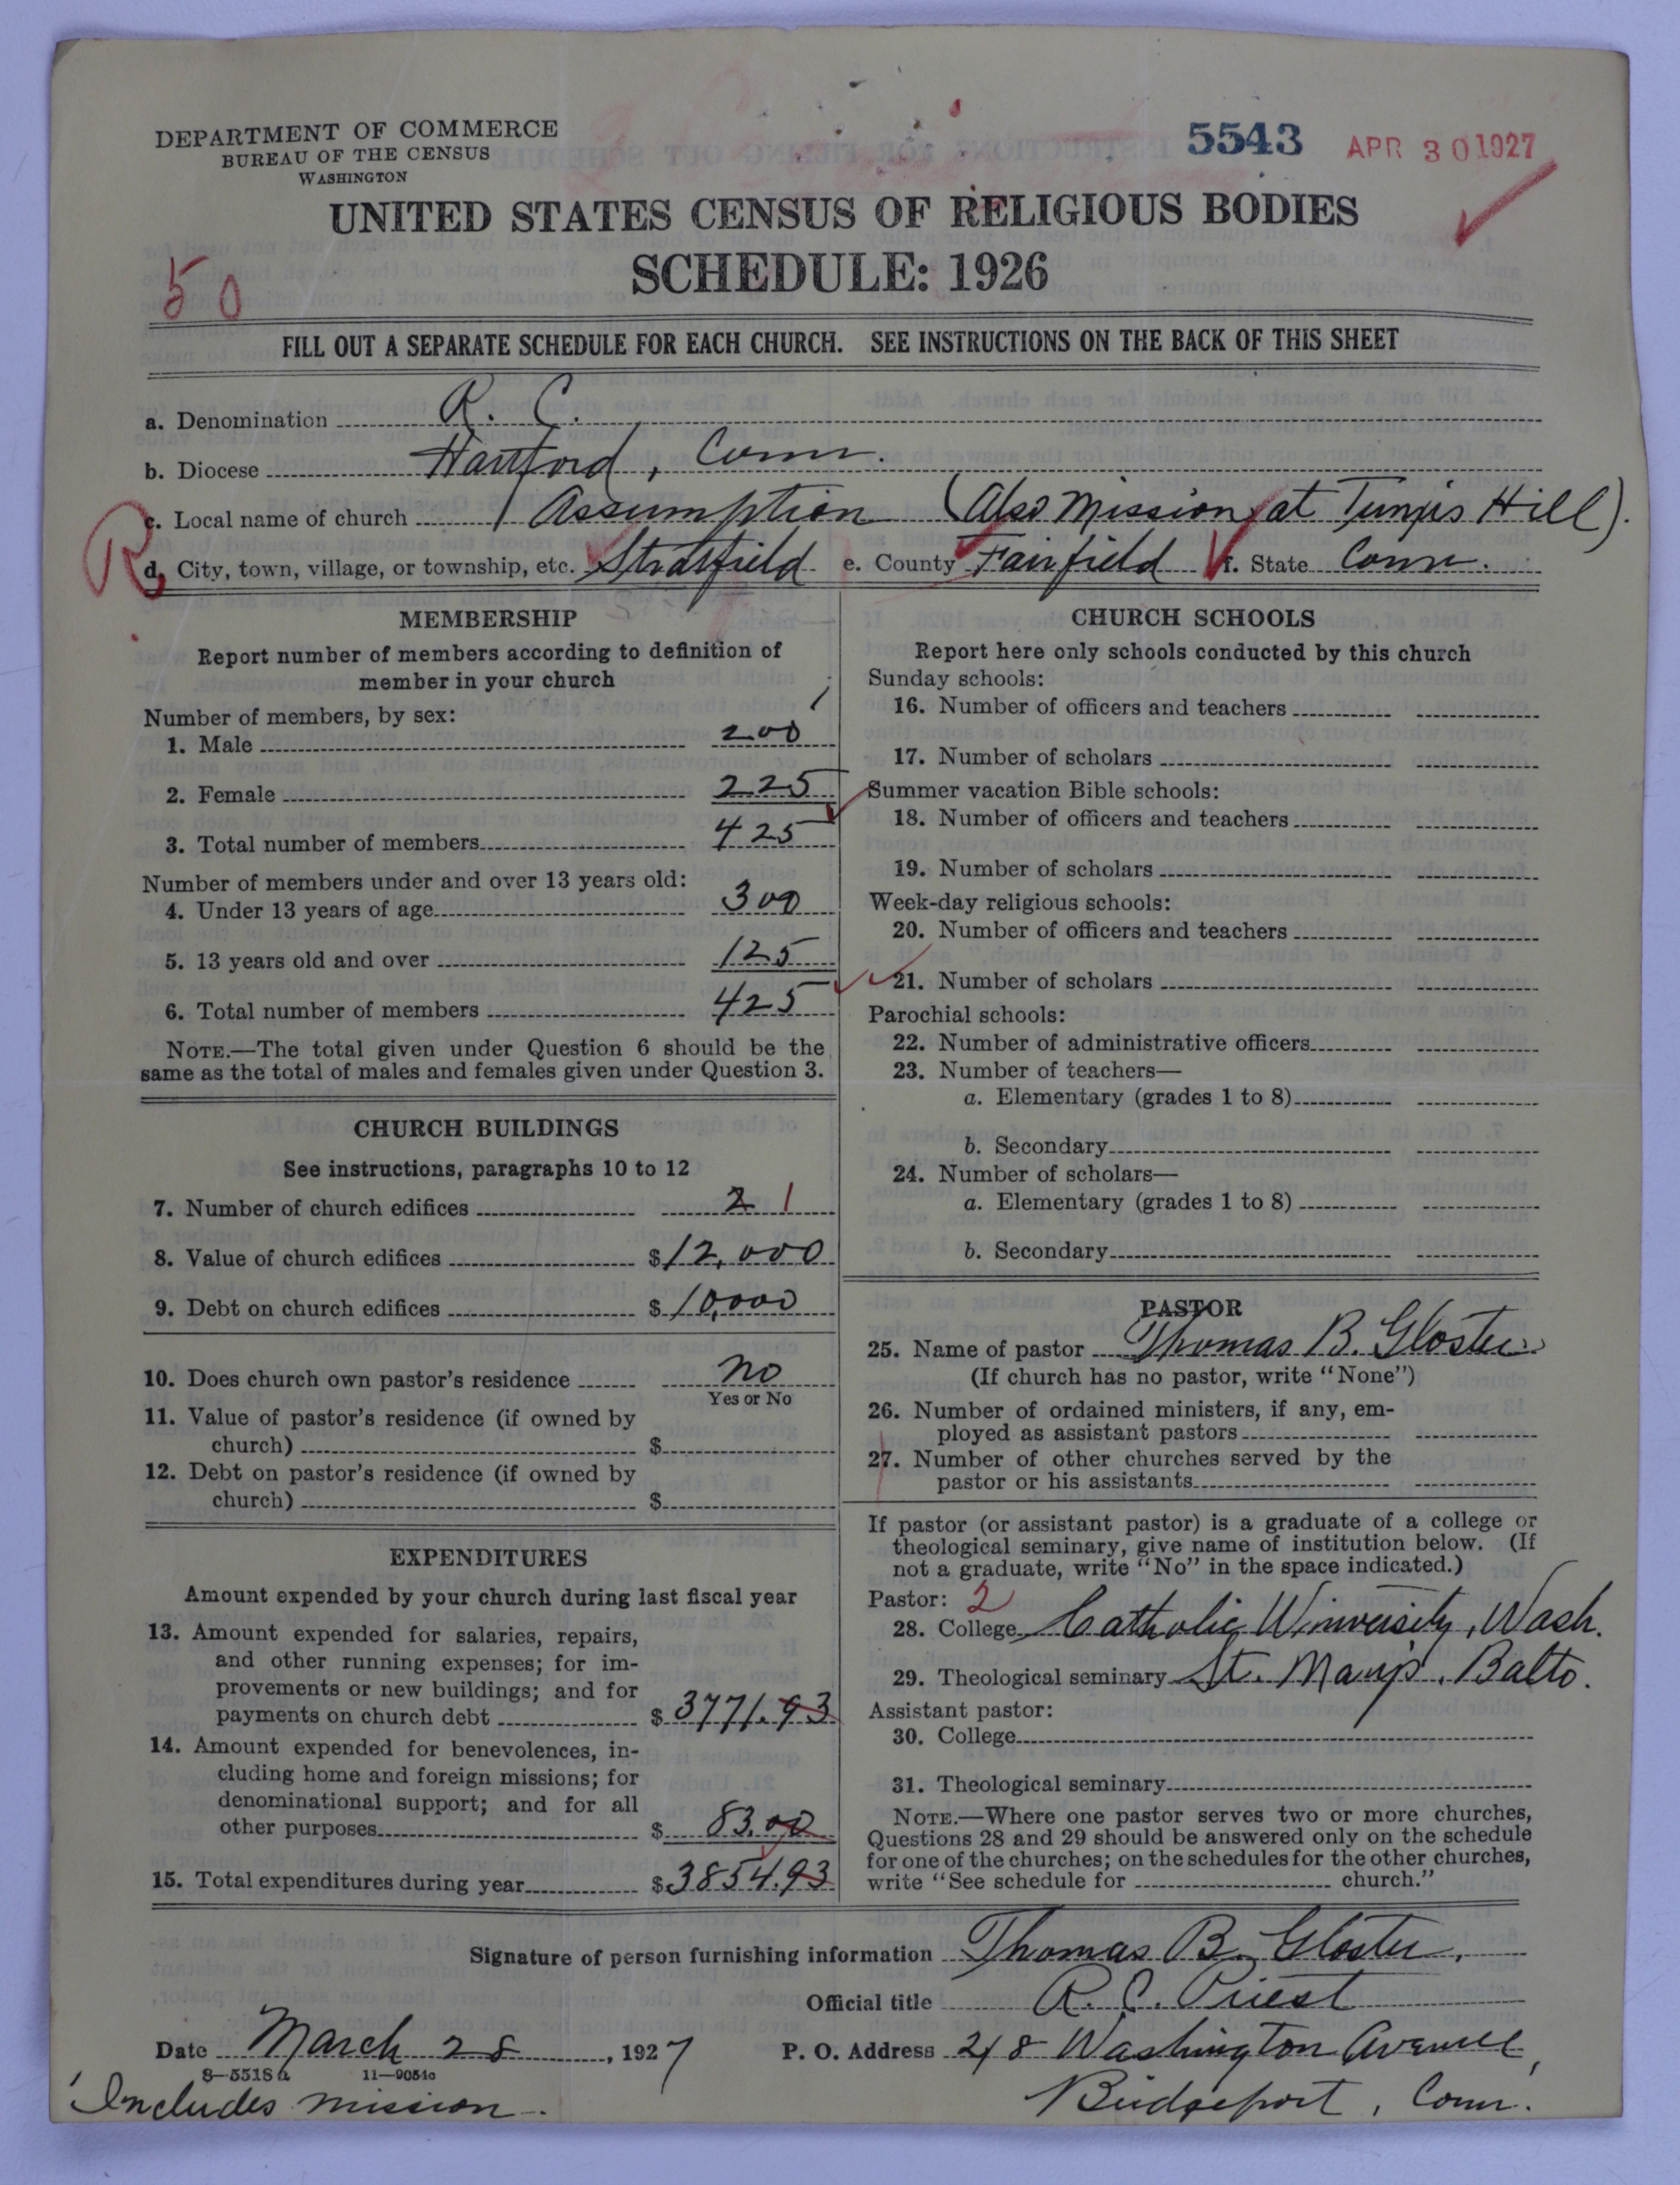 DEPARTMENT OF COMMERCE
BUREAU OF THE CENSUS
WASHINGTON
5543 APR 30 1927
UNITED STATES CENSUS OF RELIGIOUS BODIES
SCHEDULE: 1926
50
FILL OUT A SEPARATE SCHEDULE FOR EACH CHURCH. SEE INSTRUCTIONS ON THE BACK OF THIS SHEET
a. Denomination R. C.
b. Diocese Hartford, Conn.
c. Local name of church Assumption (Also Mission at Hill).
R
d. City, town, village, or township, etc. Stratfield e. County Fairfield f. State Conn.
MEMBERSHIP
Report number of members according to definition of
member in your church
Number of members, by sex:
1. Male 200
2. Female 225
3. Total number of members 425
Number of members under and over 13 years old:
4. Under 13 years of age 300
5. 13 years old and over 125
6. Total number of members 425
NOTE.—The total given under Question 6 should be the
same as the total of males and females given under Question 3.
CHURCH BUILDINGS
See instructions, paragraphs 10 to 12
7. Number of church edifices 2 1
8. Value of church edifices $12,000
9. Debt on church edifices $10,000
10. Does church own pastor's residence No
Yes or No
11. Value of pastor's residence (if owned by
church) $
12. Debt on pastor's residence (if owned by
church) $
EXPENDITURES
Amount expended by your church during last fiscal year
13. Amount expended for salaries, repairs,
and other running expenses; for im-
provements or new buildings; and for
payments on church debt $3771.93
14. Amount expended for benevolences, in-
cluding home and foreign missions; for
denominational support; and for all
other purposes $ 83.00
15. Total expenditures during year $3854.93
CHURCH SCHOOLS
Report here only schools conducted by this church
Sunday schools:
16. Number of officers and teachers
17. Number of scholars
Summer vacation Bible schools:
18. Number of officers and teachers
19. Number of scholars
Week-day religious schools:
20. Number of officers and teachers
21. Number of scholars
Parochial schools:
22. Number of administrative officers
23. Number of teachers—
a. Elementary (grades 1 to 8)
b. Secondary
24. Number of scholars—
a. Elementary (grades 1 to 8)
b. Secondary
PASTOR
25. Name of pastor Thomas B. Gloster
(If church has no pastor, write "None")
26. Number of ordained ministers, if any, em-
ployed as assistant pastors
27. Number of other churches served by the
pastor or his assistants
If pastor (or assistant pastor) is a graduate of a college or
theological seminary, give name of institution below. (If
not a graduate, write "No" in the space indicated.)
Pastor: 2
28. College Catholic University, Wash.
29. Theological seminary St. Mary's, Balto.
Assistant pastor:
30. College
31. Theological seminary
NOTE.—Where one pastor serves two or more churches,
Questions 28 and 29 should be answered only on the schedule
for one of the churches; on the schedules for the other churches,
write "See schedule for church."
Signature of person furnishing information Thomas B. Gloster.
Official title R. C. Priest
Date March 28, 1927 P. O. Address 218 Washington Avenue,
8—5518a 11—9054c
Includes mission. Bridgeport, Conn.